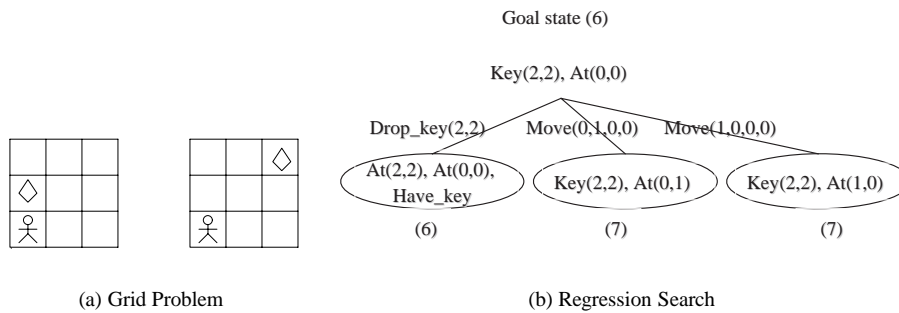 Goal state (6)
Key(2,2), At(0,0)
Drop_key(2,2)
Move(0,1,0,0)
Move(1,0,0,0)
At(2,2), At(0,0),
Have_key
Key(2,2), At(0,1)
Key(2,2), At(1,0)
(6)
(7)
(7)
(a) Grid Problem
(b) Regression Search